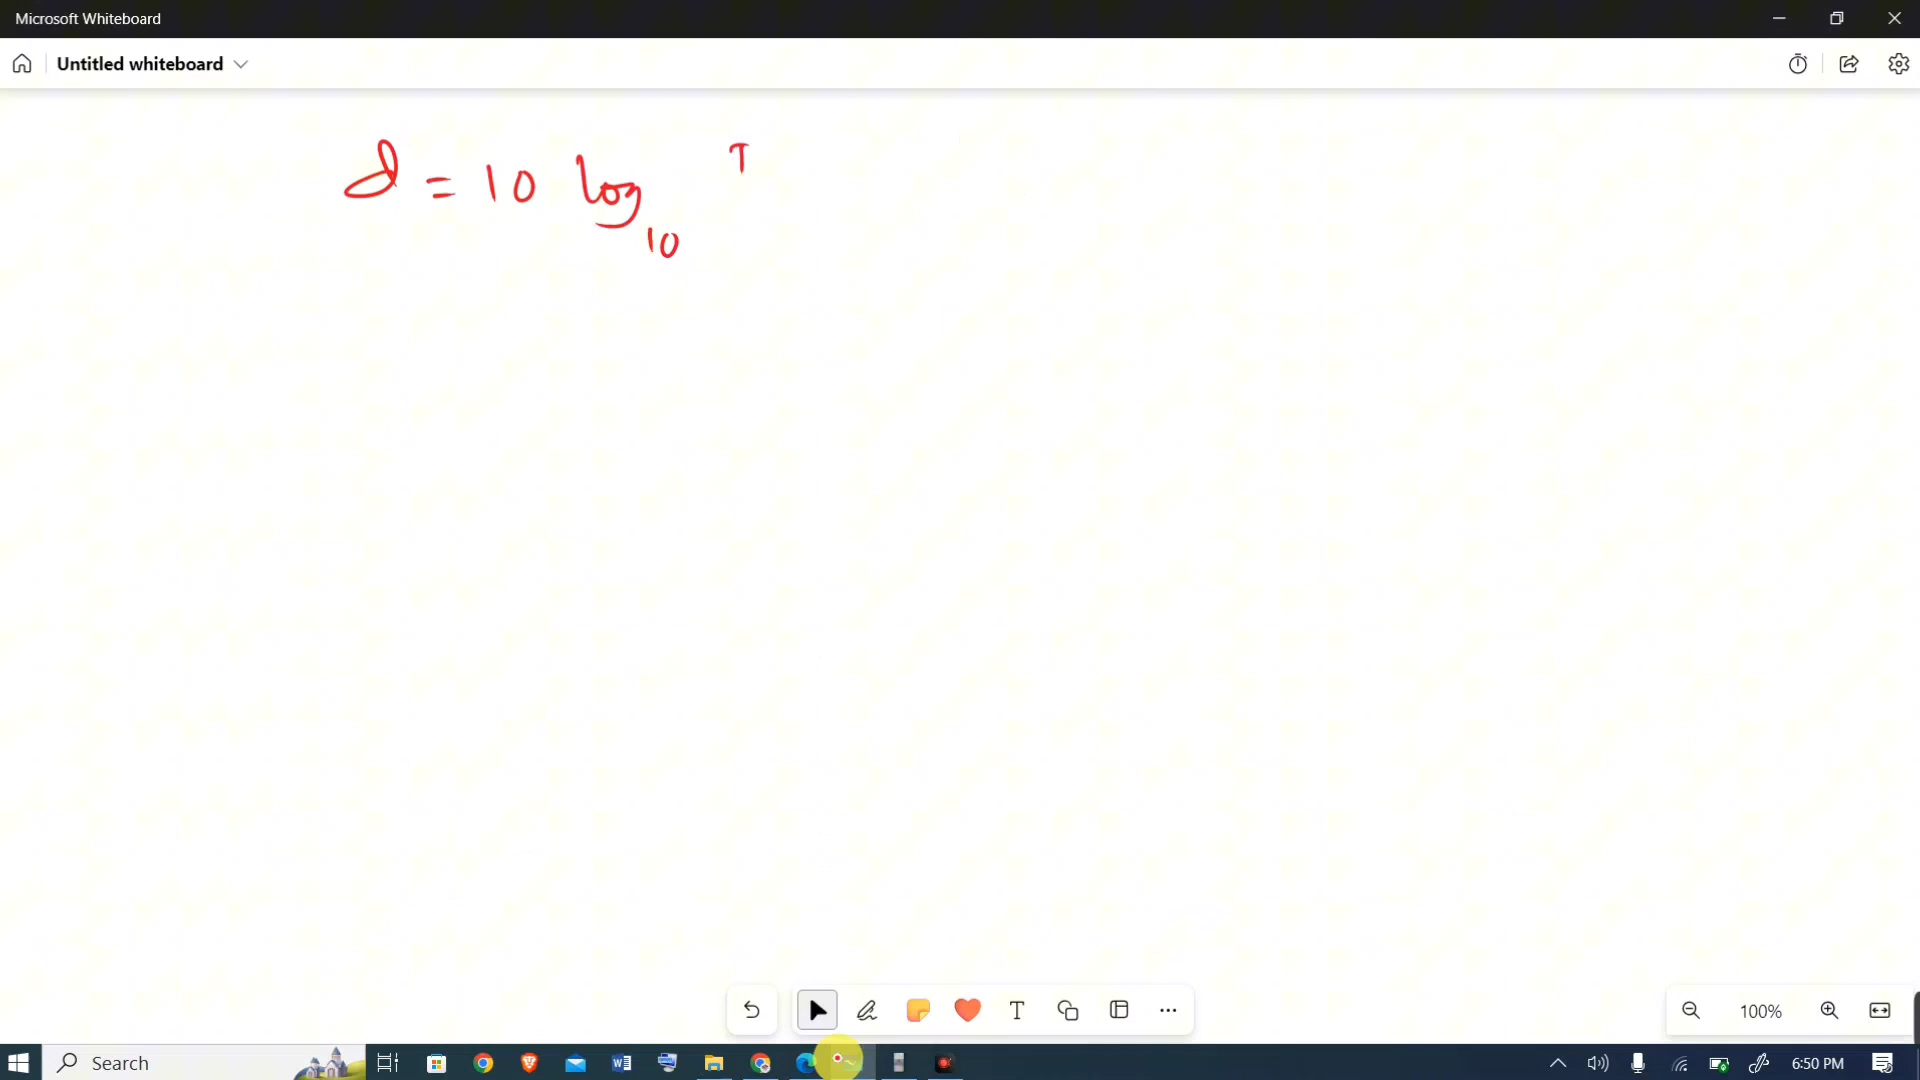 Microsoft Whiteboard
Untitled whiteboard
d = 10 log₁₀
100%
Search
6:50 PM